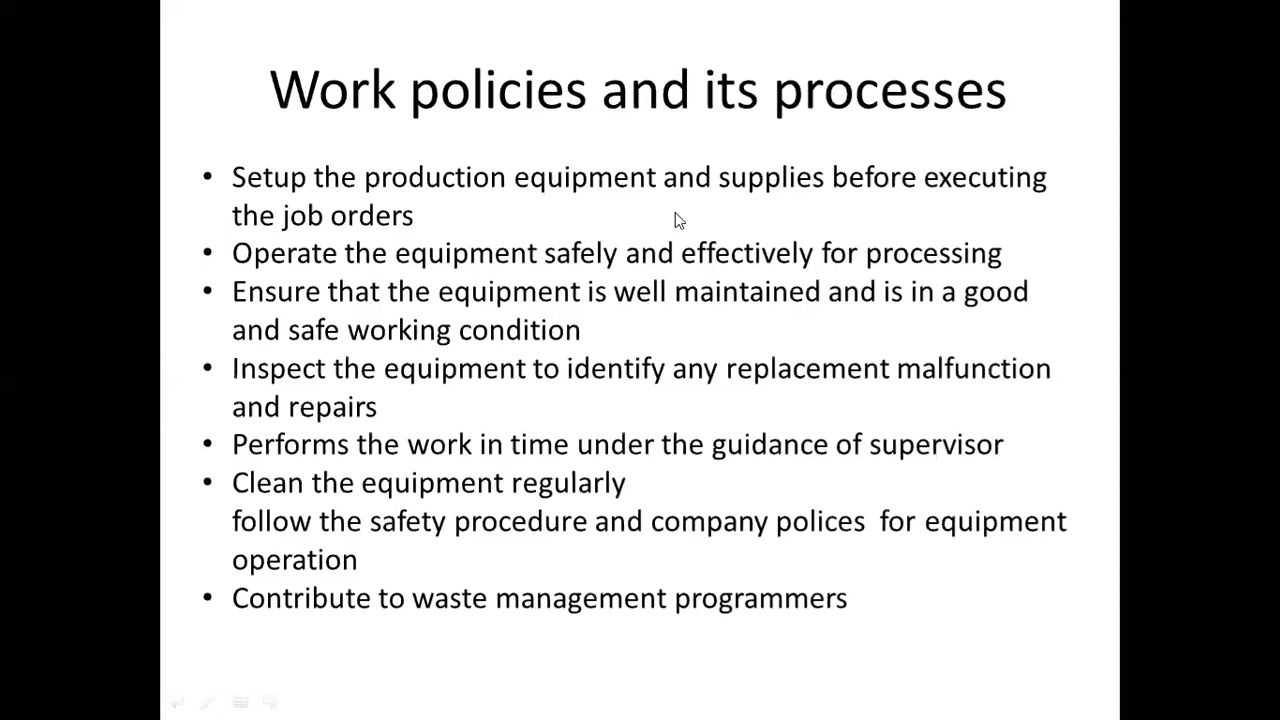 Work policies and its processes
• Setup the production equipment and supplies before executing
the job orders
• Operate the equipment safely and effectively for processing
• Ensure that the equipment is well maintained and is in a good
and safe working condition
• Inspect the equipment to identify any replacement malfunction
and repairs
• Performs the work in time under the guidance of supervisor
• Clean the equipment regularly
follow the safety procedure and company polices  for equipment
operation
• Contribute to waste management programmers